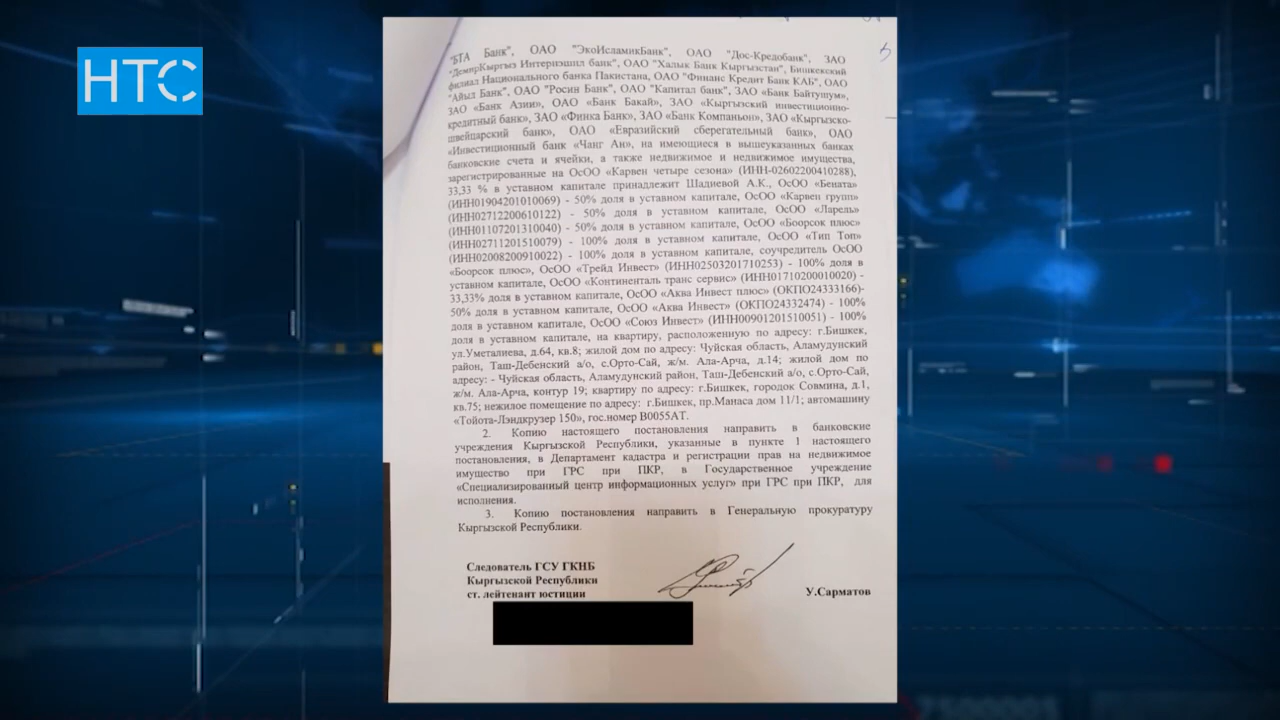 НТС
"БТА Банк", ОАО "ЭкоИсламикБанк", ОАО "Дос-Кредобанк", ЗАО
"ДемирКыргыз Интернэшнл банк", ОАО "Халык Банк Кыргызстан", Бишкекский
филиал Национального банка Пакистана, ОАО "Финанс Кредит Банк КАБ", ОАО
"Айыл Банк", ОАО "Росин Банк", ОАО "Капитал банк", ЗАО «Банк Байтушум»,
ЗАО «Банк Азии», ОАО «Банк Бакай», ЗАО «Кыргызский инвестиционно-
кредитный банк», ЗАО «Финка Банк», ЗАО «Банк Компаньон», ЗАО «Кыргызско-
швейцарский банк», ОАО «Евразийский сберегательный банк», ОАО
«Инвестиционный банк «Чанг Ан», на имеющиеся в вышеуказанных банках
банковские счета и ячейки, а также недвижимое и недвижимое имущества,
зарегистрированные на ОсОО «Карвен четыре сезона» (ИНН-02602200410288),
33,33 % в уставном капитале принадлежит Шадиевой А.К., ОсОО «Бената»
(ИНН01904201010069) - 50% доля в уставном капитале, ОсОО «Карвен групп»
(ИНН02712200610122) - 50% доля в уставном капитале, ОсОО «Ларель»
(ИНН01107201310040) - 50% доля в уставном капитале, ОсОО «Боорсок плюс»
(ИНН02711201510079) - 100% доля в уставном капитале, ОсОО «Тип Топ»
(ИНН02008200910022) - 100% доля в уставном капитале, соучредитель ОсОО
«Боорсок плюс», ОсОО «Трейд Инвест» (ИНН02503201710253) - 100% доля в
уставном капитале, ОсОО «Континенталь транс сервис» (ИНН01710200010020) -
33,33% доля в уставном капитале, ОсОО «Аква Инвест плюс» (ОКПО24333166)-
50% доля в уставном капитале, ОсОО «Аква Инвест» (ОКПО24332474) - 100%
доля в уставном капитале, ОсОО «Союз Инвест» (ИНН00901201510051) - 100%
доля в уставном капитале, на квартиру, расположенную по адресу: г.Бишкек,
ул.Уметалиева, д.64, кв.8; жилой дом по адресу: Чуйская область, Аламудунский
район, Таш-Дебенский а/о, с.Орто-Сай, ж/м. Ала-Арча, д.14; жилой дом по
адресу: - Чуйская область, Аламудунский район, Таш-Дебенский а/о, с.Орто-Сай,
ж/м. Ала-Арча, контур 19; квартиру по адресу: г.Бишкек, городок Совмина, д.1,
кв.75; нежилое помещение по адресу: г.Бишкек, пр.Манаса дом 11/1; автомашину
«Тойота-Лэндкрузер 150», гос.номер В0055АТ.
2. Копию настоящего постановления направить в банковские
учреждения Кыргызской Республики, указанные в пункте 1 настоящего
постановления, в Департамент кадастра и регистрации прав на недвижимое
имущество при ГРС при ПКР, в Государственное учреждение
«Специализированный центр информационных услуг» при ГРС при ПКР, для
исполнения.
3. Копию постановления направить в Генеральную прокуратуру
Кыргызской Республики.
Следователь ГСУ ГКНБ
Кыргызской Республики
ст. лейтенант юстиции
У.Сарматов